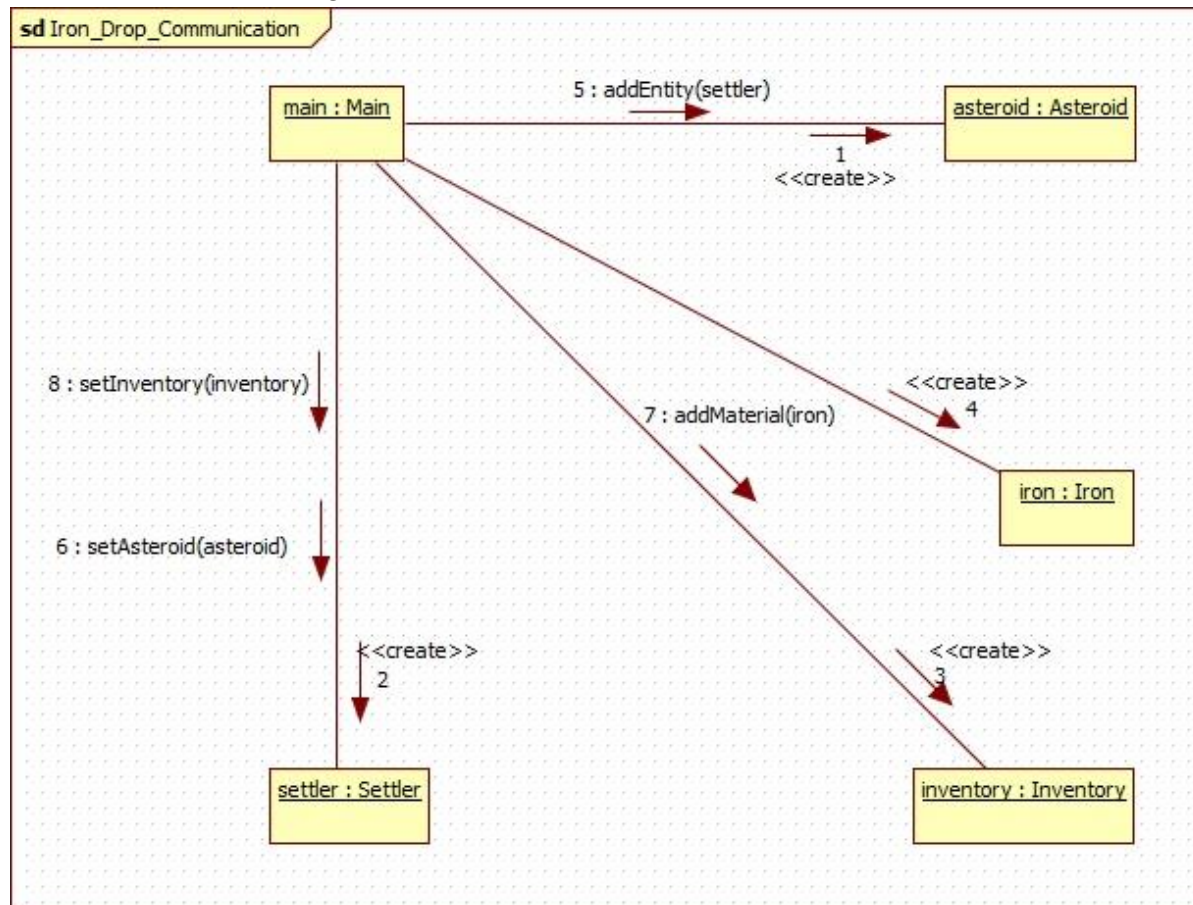 sd Iron_Drop_Communication
5 : addEntity(settler)
main : Main
asteroid : Asteroid
1
<<create>>
8 : setInventory(inventory)
<<create>>
4
7 : addMaterial(iron)
iron : Iron
6 : setAsteroid(asteroid)
<<create>>
2
<<create>>
3
settler : Settler
inventory : Inventory